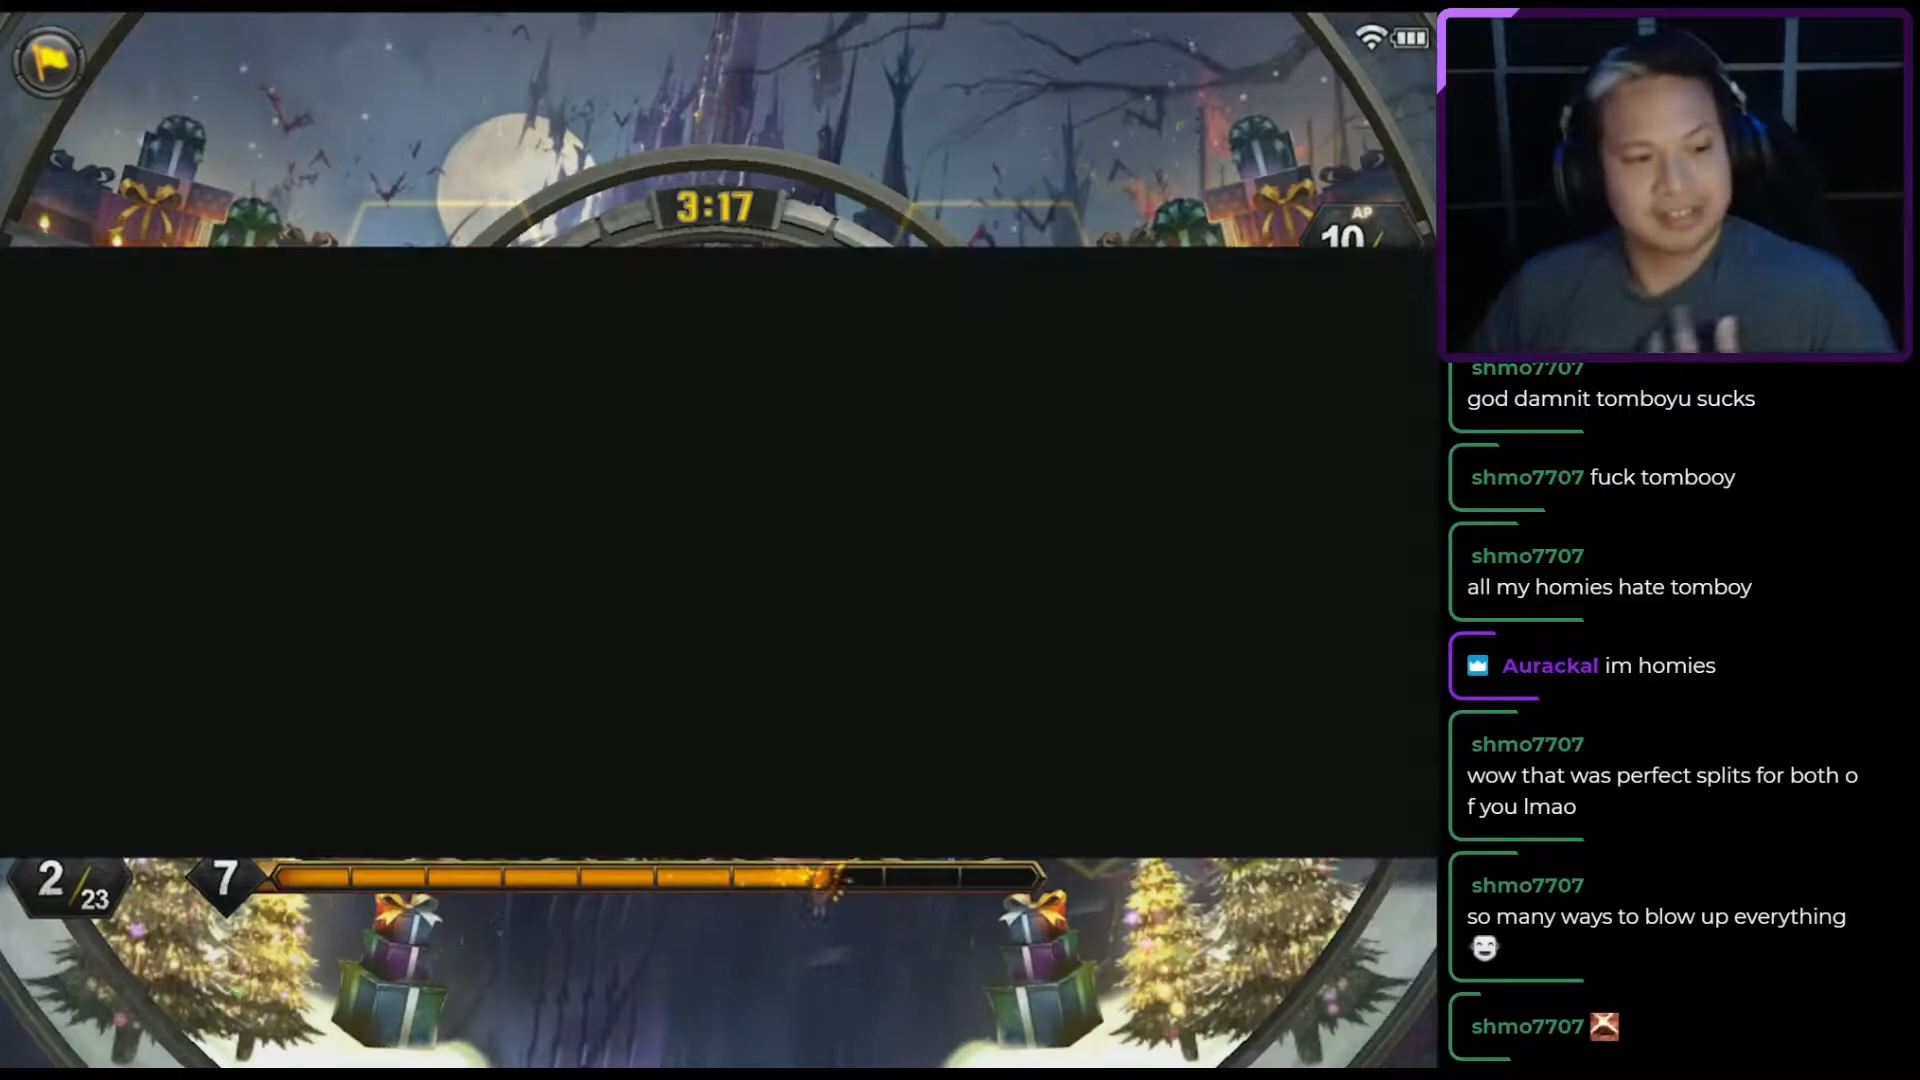 3:17
AP
10/
shmo7707
god damnit tomboyu sucks
shmo7707 fuck tombooy
shmo7707
all my homies hate tomboy
Aurackal im homies
shmo7707
wow that was perfect splits for both o
f you lmao
shmo7707
so many ways to blow up everything
shmo7707
2/23
7